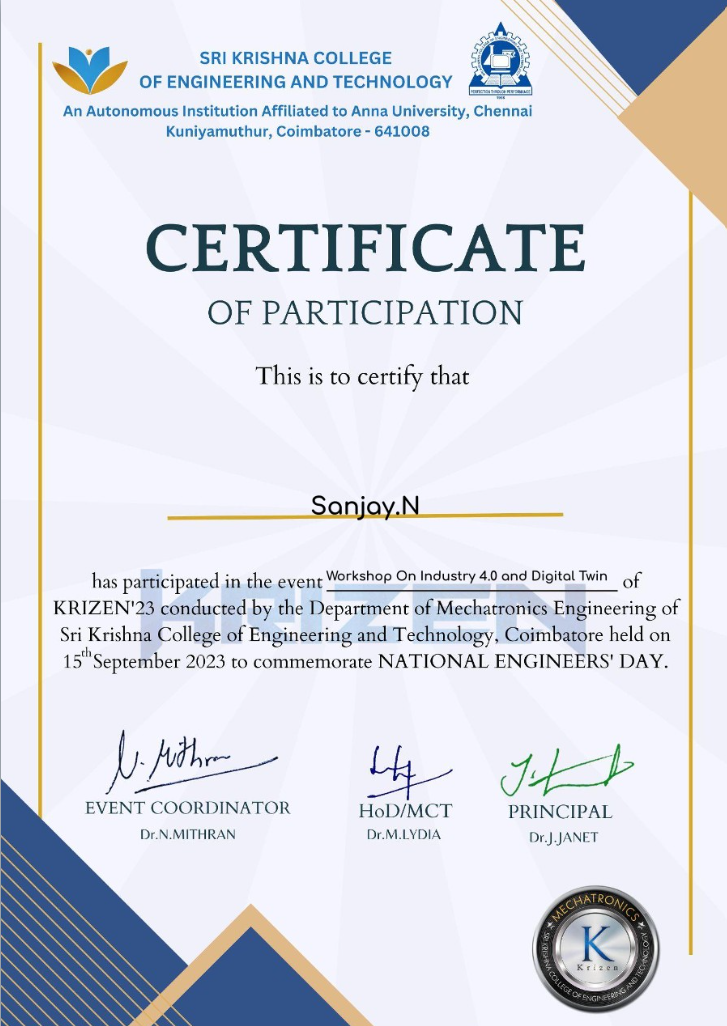 SRI KRISHNA COLLEGE
OF ENGINEERING AND TECHNOLOGY
An Autonomous Institution Affiliated to Anna University, Chennai
Kuniyamuthur, Coimbatore - 641008
PERFECTION THROUGH PERFORMANCE
CERTIFICATE
OF PARTICIPATION
This is to certify that
Sanjay.N
KRIZEN
has participated in the event Workshop On Industry 4.0 and Digital Twin of
KRIZEN'23 conducted by the Department of Mechatronics Engineering of
Sri Krishna College of Engineering and Technology, Coimbatore held on
15th September 2023 to commemorate NATIONAL ENGINEERS' DAY.
N. Mithran
EVENT COORDINATOR
Dr.N.MITHRAN
HoD/MCT
Dr.M.LYDIA
PRINCIPAL
Dr.J.JANET
MECHATRONICS
K
Krizen
SRI KRISHNA COLLEGE OF ENGINEERING AND TECHNOLOGY